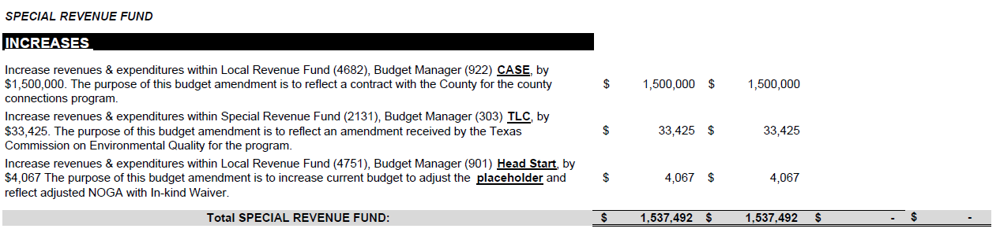 SPECIAL REVENUE FUND
INCREASES
Increase revenues & expenditures within Local Revenue Fund (4682), Budget Manager (922) CASE, by
$1,500,000. The purpose of this budget amendment is to reflect a contract with the County for the county $ 1,500,000 $ 1,500,000
connections program.
Increase revenues & expenditures within Special Revenue Fund (2131), Budget Manager (303) TLC, by
$33,425. The purpose of this budget amendment is to reflect an amendment received by the Texas $ 33,425 $ 33,425
Commission on Environmental Quality for the program.
Increase revenues & expenditures within Local Revenue Fund (4751), Budget Manager (901) Head Start, by
$4,067 The purpose of this budget amendment is to increase current budget to adjust the placeholder and $ 4,067 $ 4,067
reflect adjusted NOGA with In-kind Waiver.
Total SPECIAL REVENUE FUND: $ 1,537,492 $ 1,537,492 $ - $ -